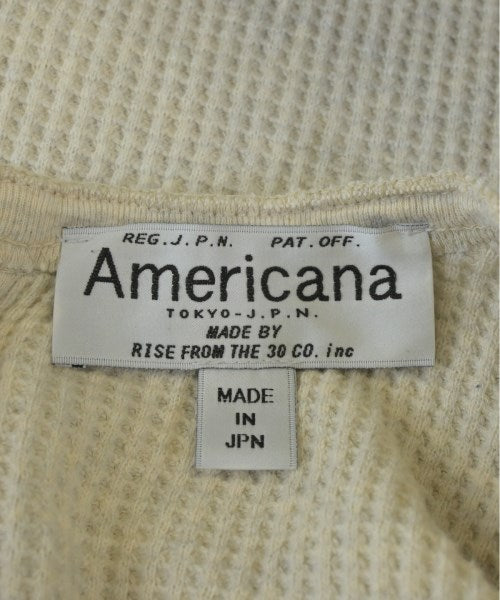 REG.J.P.N. PAT.OFF.
Americana
TOKYO-J.P.N.
MADE BY
RISE FROM THE 30 CO. inc
MADE
IN
JPN